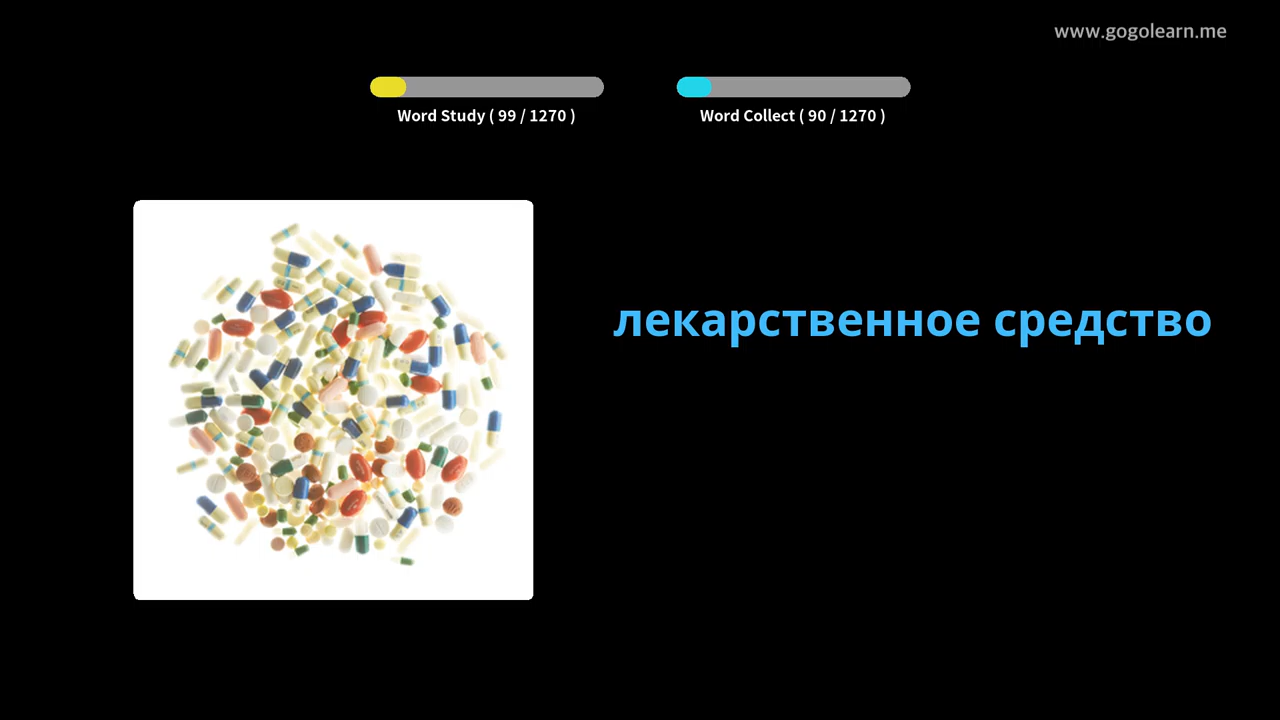 www.gogolearn.me
Word Study ( 99 / 1270 )
Word Collect ( 90 / 1270 )
лекарственное средство